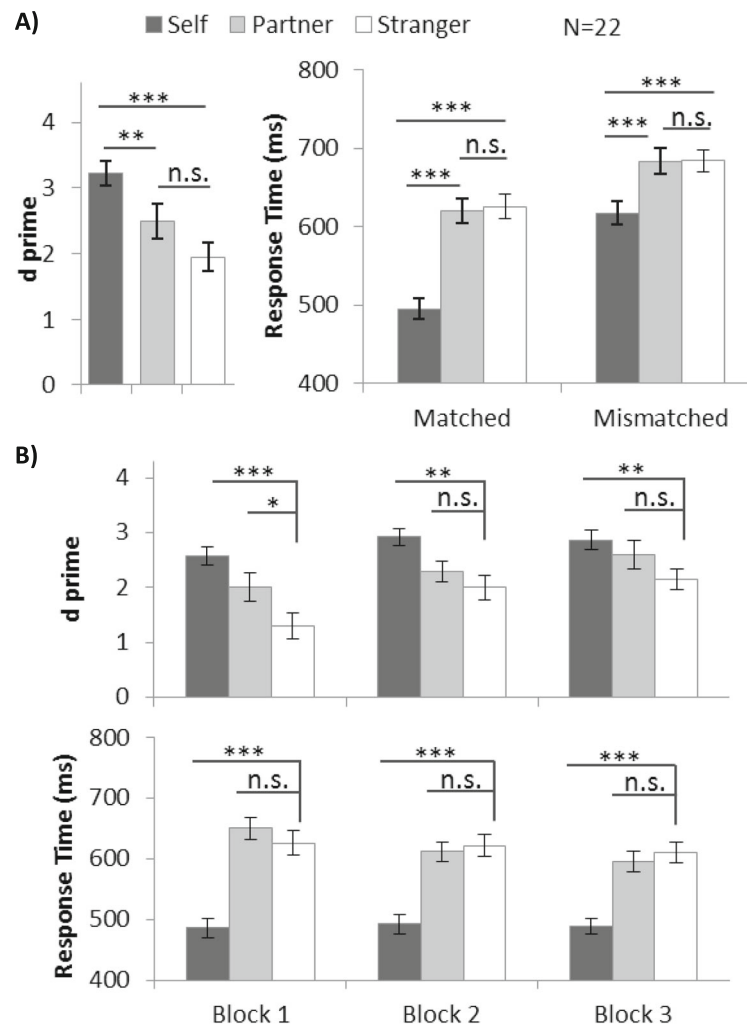 A)
Self Partner Stranger N=22
d prime
4
3
2
1
0
***
**
n.s.
Response Time (ms)
800
700
600
500
400
***
n.s.
***
***
n.s.
***
Matched Mismatched
B)
d prime
4
3
2
1
0
***
*
**
n.s.
**
n.s.
Response Time (ms)
800
700
600
500
400
***
n.s.
***
n.s.
***
n.s.
Block 1 Block 2 Block 3